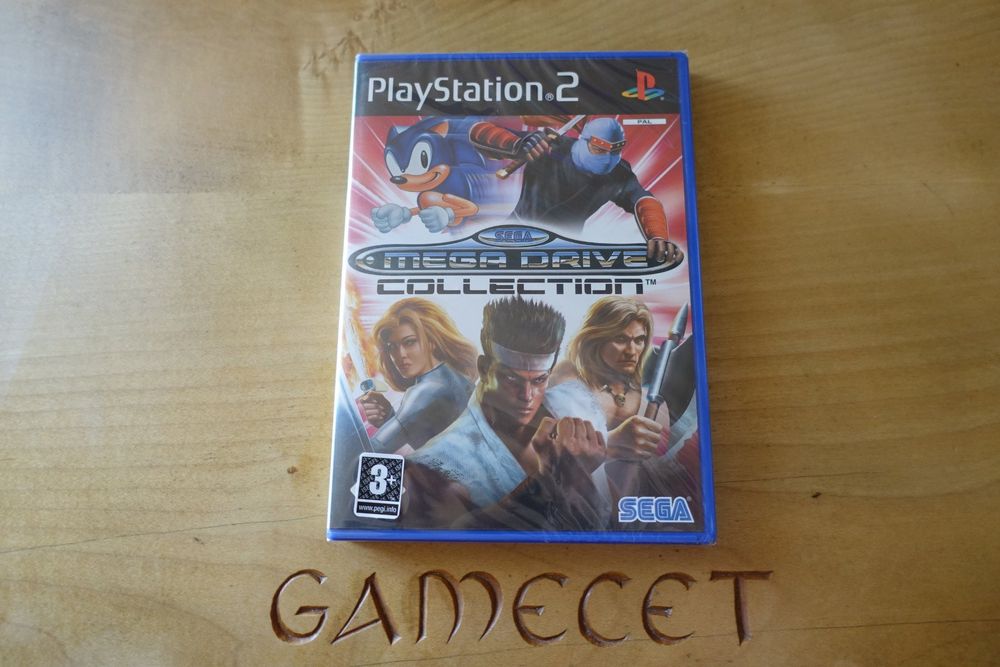 PlayStation®2
PAL
SEGA
MEGA DRIVE
COLLECTION™
3+
www.pegi.info
SEGA®
GAMECET